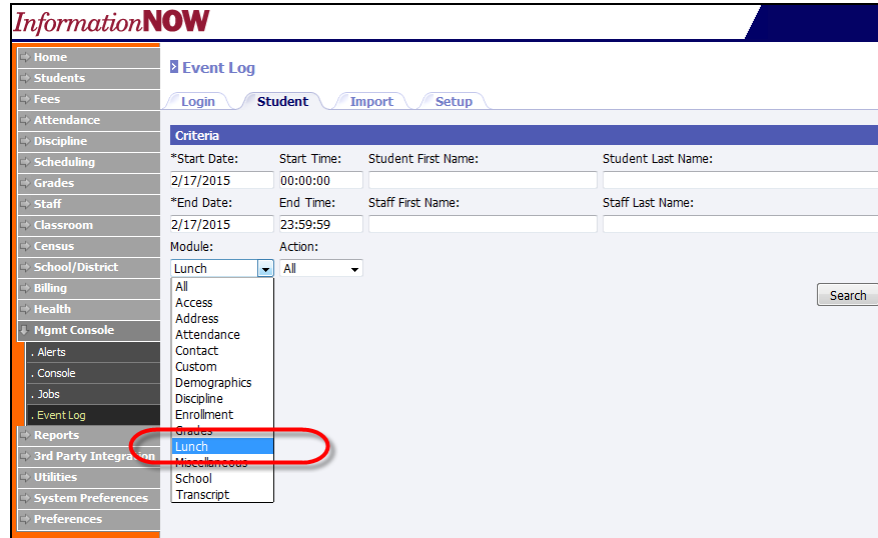 InformationNOW
Home
Students
Fees
Attendance
Discipline
Scheduling
Grades
Staff
Classroom
Census
School/District
Billing
Health
Mgmt Console
. Alerts
. Console
. Jobs
. Event Log
Reports
3rd Party Integration
Utilities
System Preferences
Preferences
Event Log
Login Student Import Setup
Criteria
*Start Date: Start Time: Student First Name: Student Last Name:
2/17/2015 00:00:00
*End Date: End Time: Staff First Name: Staff Last Name:
2/17/2015 23:59:59
Module: Action:
Lunch All
Search
All
Access
Address
Attendance
Contact
Custom
Demographics
Discipline
Enrollment
Grades
Lunch
Miscellaneous
School
Transcript